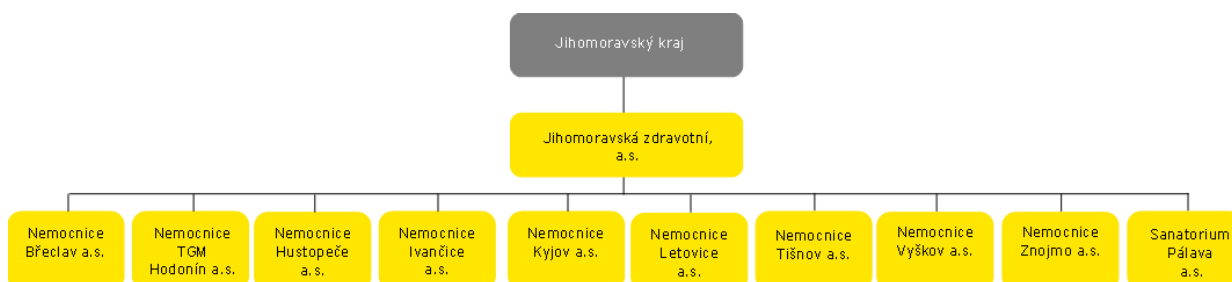 Jihomoravský kraj
Jihomoravská zdravotní,
a.s.
Nemocnice
Břeclav a.s.
Nemocnice
TGM
Hodonín a.s.
Nemocnice
Hustopeče
a.s.
Nemocnice
Ivančice
a.s.
Nemocnice
Kyjov a.s.
Nemocnice
Letovice
a.s.
Nemocnice
Tišnov a.s.
Nemocnice
Vyškov a.s.
Nemocnice
Znojmo a.s.
Sanatorium
Pálava
a.s.